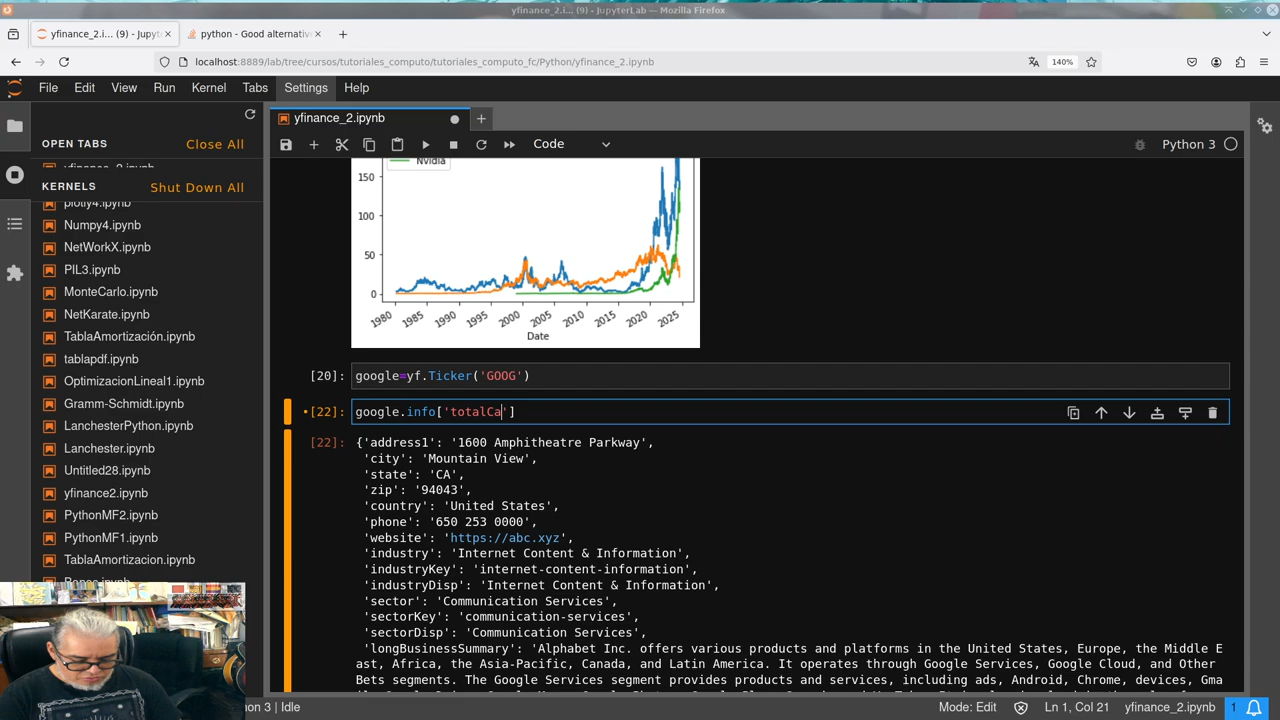 yfinance_2.i… (9) - JupyterLab — Mozilla Firefox
yfinance_2.i… (9) - Jupyt
python - Good alternative
localhost:8889/lab/tree/cursos/tutoriales_computo/tutoriales_computo_fc/Python/yfinance_2.ipynb
140%
File Edit View Run Kernel Tabs Settings Help
yfinance_2.ipynb
OPEN TABS Close All
Code
Python 3
yfinance_2.ipynb
KERNELS Shut Down All
plotly4.ipynb
Numpy4.ipynb
NetWorkX.ipynb
PIL3.ipynb
MonteCarlo.ipynb
NetKarate.ipynb
TablaAmortización.ipynb
tablapdf.ipynb
OptimizacionLineal1.ipynb
Gramm-Schmidt.ipynb
LanchesterPython.ipynb
Lanchester.ipynb
Untitled28.ipynb
yfinance2.ipynb
PythonMF2.ipynb
PythonMF1.ipynb
TablaAmortizacion.ipynb
Bonos.ipynb
Nvidia
150
100
50
0
1980 1985 1990 1995 2000 2005 2010 2015 2020 2025
Date
[20]: google=yf.Ticker('GOOG')
[22]: google.info['totalCa']
[22]: {'address1': '1600 Amphitheatre Parkway',
'city': 'Mountain View',
'state': 'CA',
'zip': '94043',
'country': 'United States',
'phone': '650 253 0000',
'website': 'https://abc.xyz',
'industry': 'Internet Content & Information',
'industryKey': 'internet-content-information',
'industryDisp': 'Internet Content & Information',
'sector': 'Communication Services',
'sectorKey': 'communication-services',
'sectorDisp': 'Communication Services',
'longBusinessSummary': 'Alphabet Inc. offers various products and platforms in the United States, Europe, the Middle E
ast, Africa, the Asia-Pacific, Canada, and Latin America. It operates through Google Services, Google Cloud, and Other
Bets segments. The Google Services segment provides products and services, including ads, Android, Chrome, devices, Gma
3 | Idle
Mode: Edit
Ln 1, Col 21
yfinance_2.ipynb
1